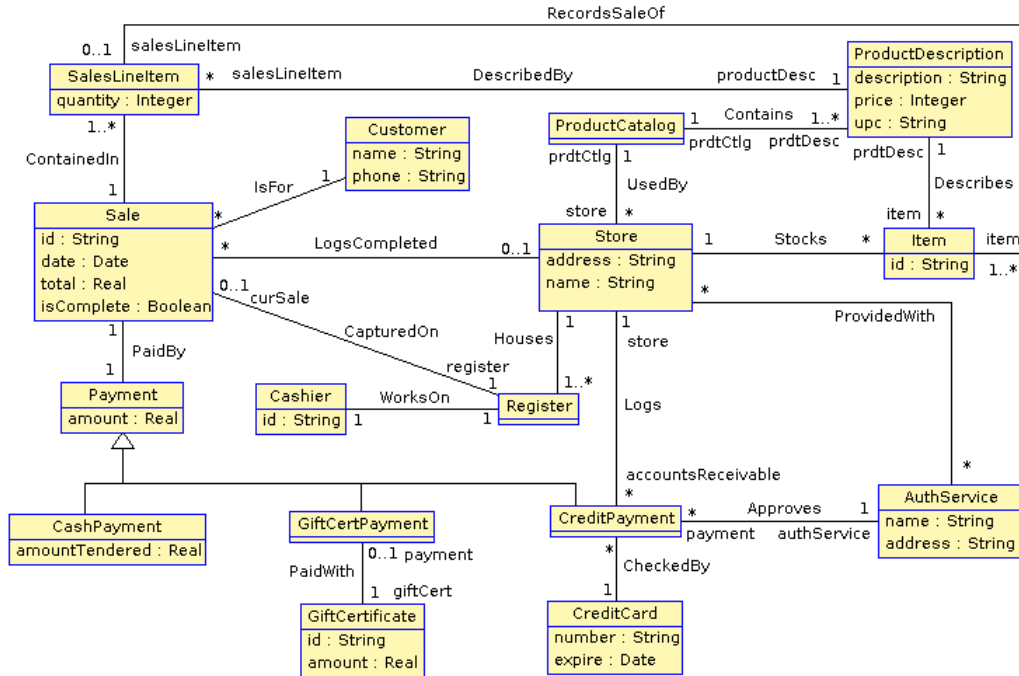 RecordsSaleOf
0..1 salesLineItem
SalesLineItem
quantity : Integer
* salesLineItem DescribedBy productDesc 1
ProductDescription
description : String
price : Integer
upc : String
1..*
ContainedIn
1
Customer
name : String
phone : String
1
IsFor
*
ProductCatalog
1 Contains 1..*
prdtCtlg prdtDesc
prdtCtlg 1
UsedBy
store *
prdtDesc 1
Describes
item *
Sale
id : String
date : Date
total : Real
isComplete : Boolean
* LogsCompleted 0..1
Store
address : String
name : String
1 Stocks *
Item
id : String
item
1..*
0..1 curSale
CapturedOn
register
1
1
Houses
1..*
1
store
Logs
accountsReceivable
*
*
ProvidedWith
*
1
PaidBy
1
Payment
amount : Real
Cashier
id : String
WorksOn
1 1
Register
CashPayment
amountTendered : Real
GiftCertPayment
0..1 payment
PaidWith
1 giftCert
GiftCertificate
id : String
amount : Real
CreditPayment
* Approves 1
payment authService
AuthService
name : String
address : String
*
CheckedBy
1
CreditCard
number : String
expire : Date